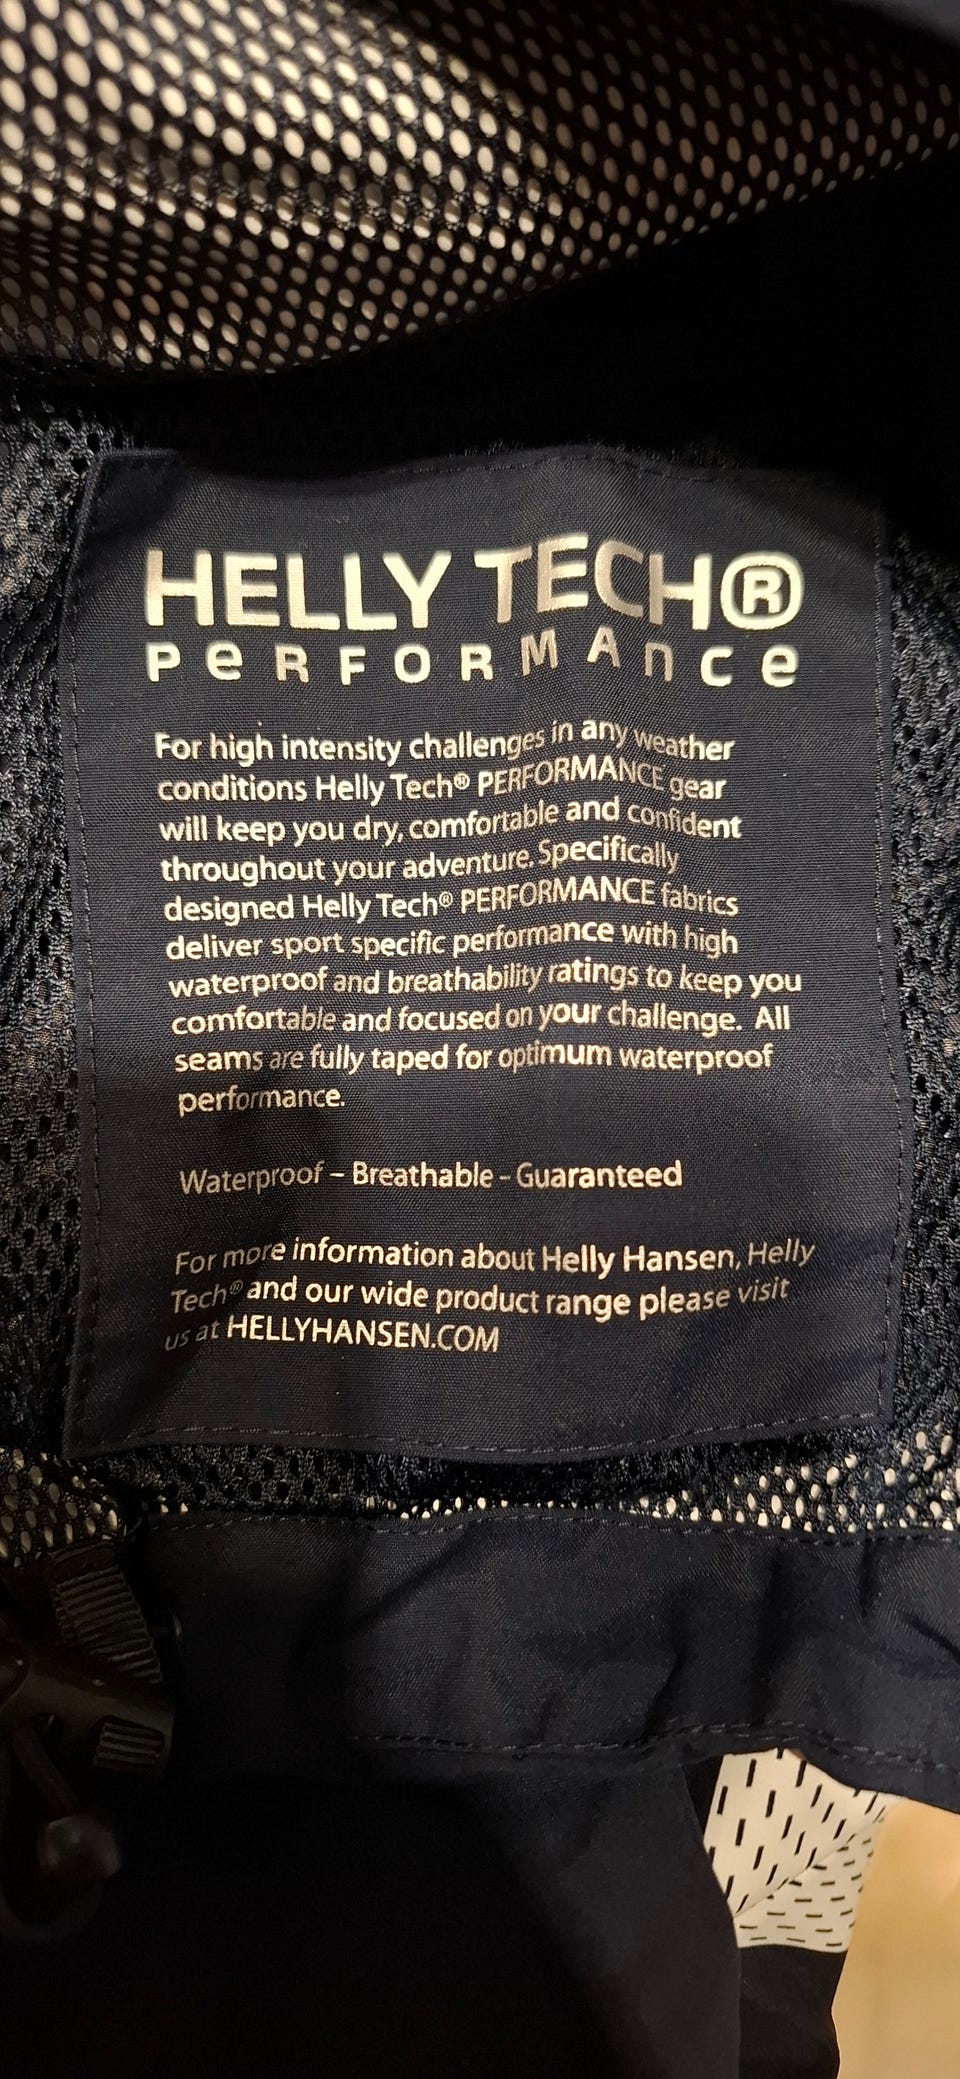 HELLY TECH®
PeRFORMAnce
For high intensity challenges in any weather
conditions Helly Tech® PERFORMANCE gear
will keep you dry, comfortable and confident
throughout your adventure. Specifically
designed Helly Tech® PERFORMANCE fabrics
deliver sport specific performance with high
waterproof and breathability ratings to keep you
comfortable and focused on your challenge. All
seams are fully taped for optimum waterproof
performance.
Waterproof – Breathable - Guaranteed
For more information about Helly Hansen, Helly
Tech® and our wide product range please visit
us at HELLYHANSEN.COM